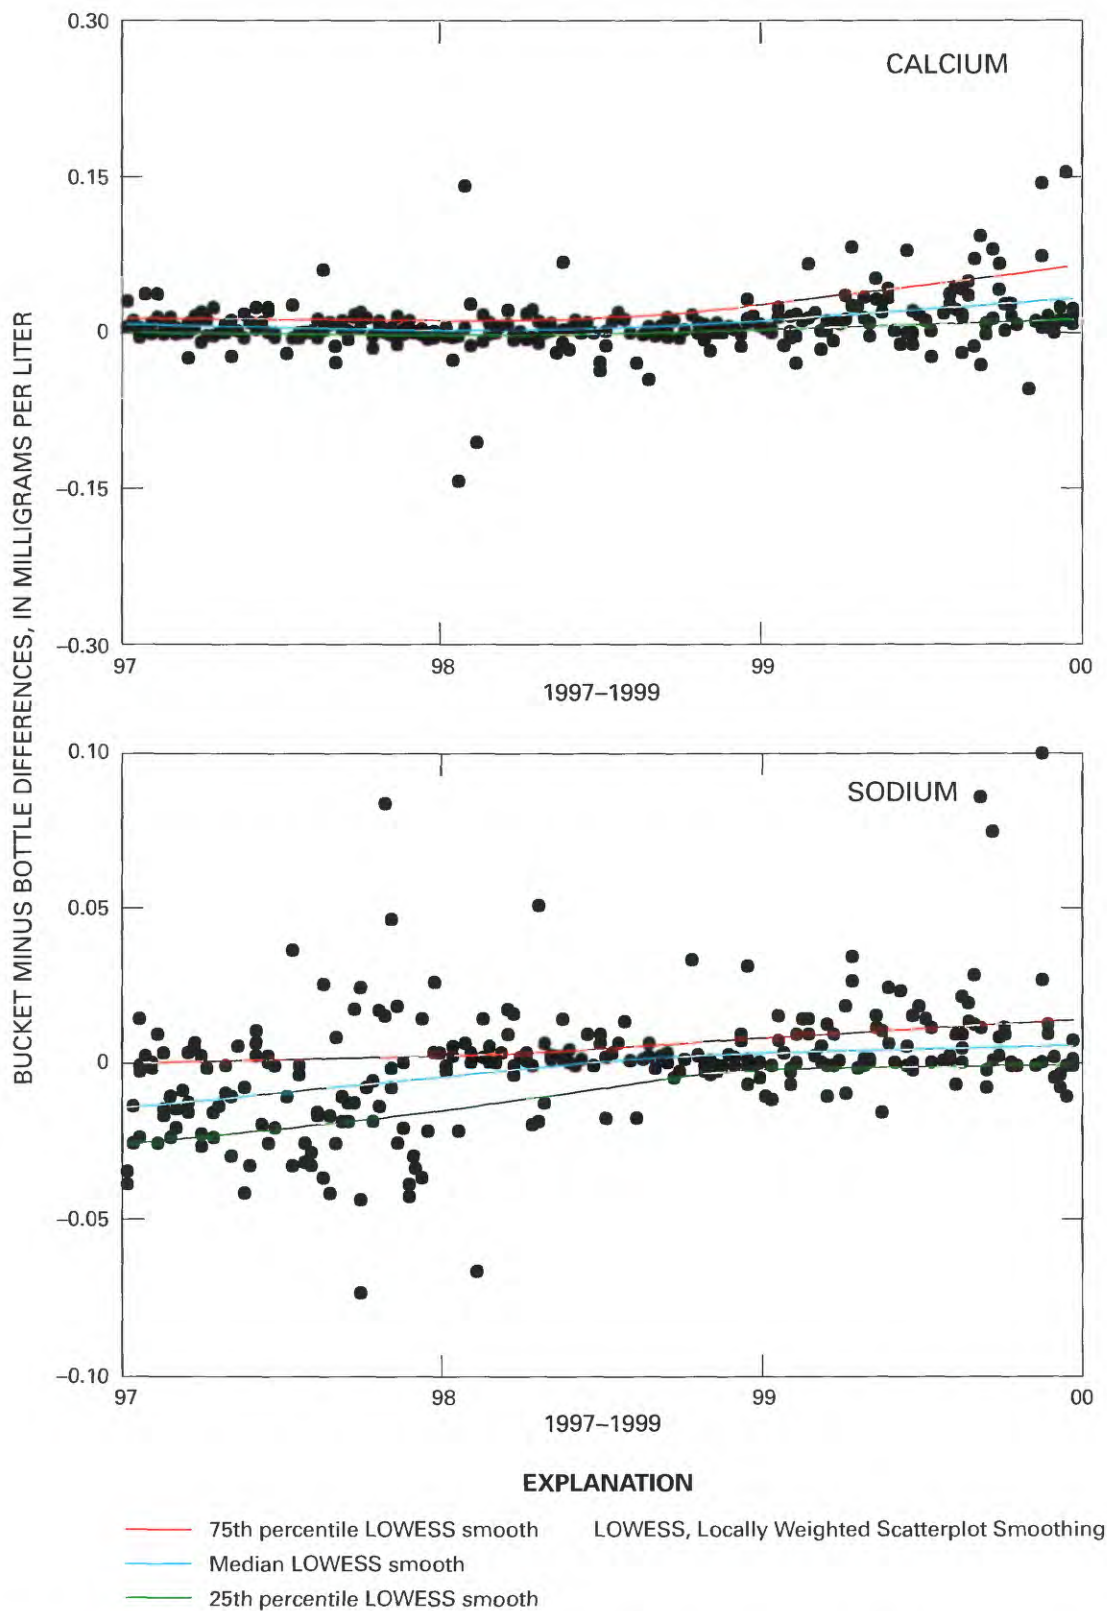 BUCKET MINUS BOTTLE DIFFERENCES, IN MILLIGRAMS PER LITER
0.30
CALCIUM
0.15
0
−0.15
−0.30
97 98 99 00
1997–1999
0.10
SODIUM
0.05
0
−0.05
−0.10
97 98 99 00
1997–1999
EXPLANATION
75th percentile LOWESS smooth LOWESS, Locally Weighted Scatterplot Smoothing
Median LOWESS smooth
25th percentile LOWESS smooth